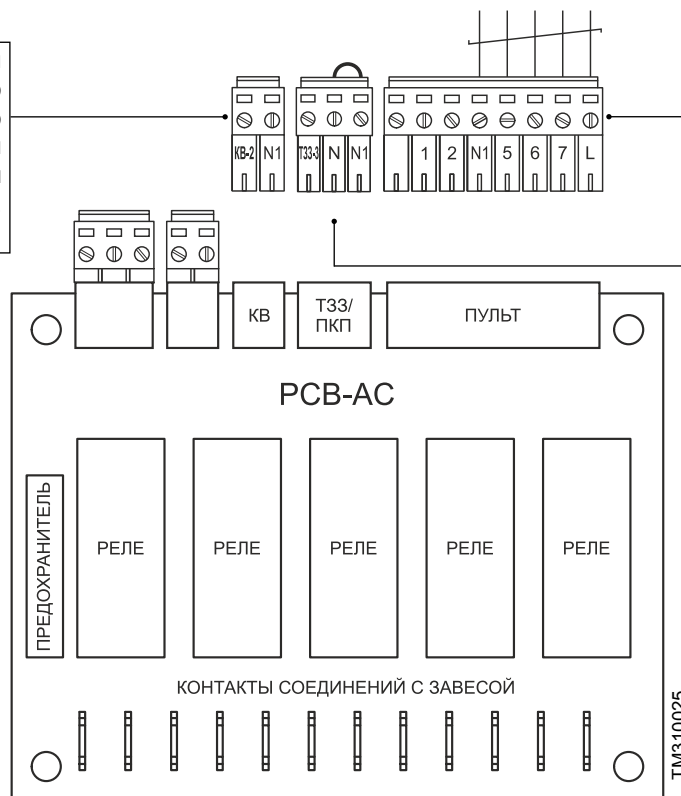 КВ-2 N1 ТЗЗ-3 N N1 1 2 N1 5 6 7 L
КВ
ТЗЗ/
ПКП
ПУЛЬТ
PCB-AC
ПРЕДОХРАНИТЕЛЬ
РЕЛЕ РЕЛЕ РЕЛЕ РЕЛЕ РЕЛЕ
КОНТАКТЫ СОЕДИНЕНИЙ С ЗАВЕСОЙ
TM310025